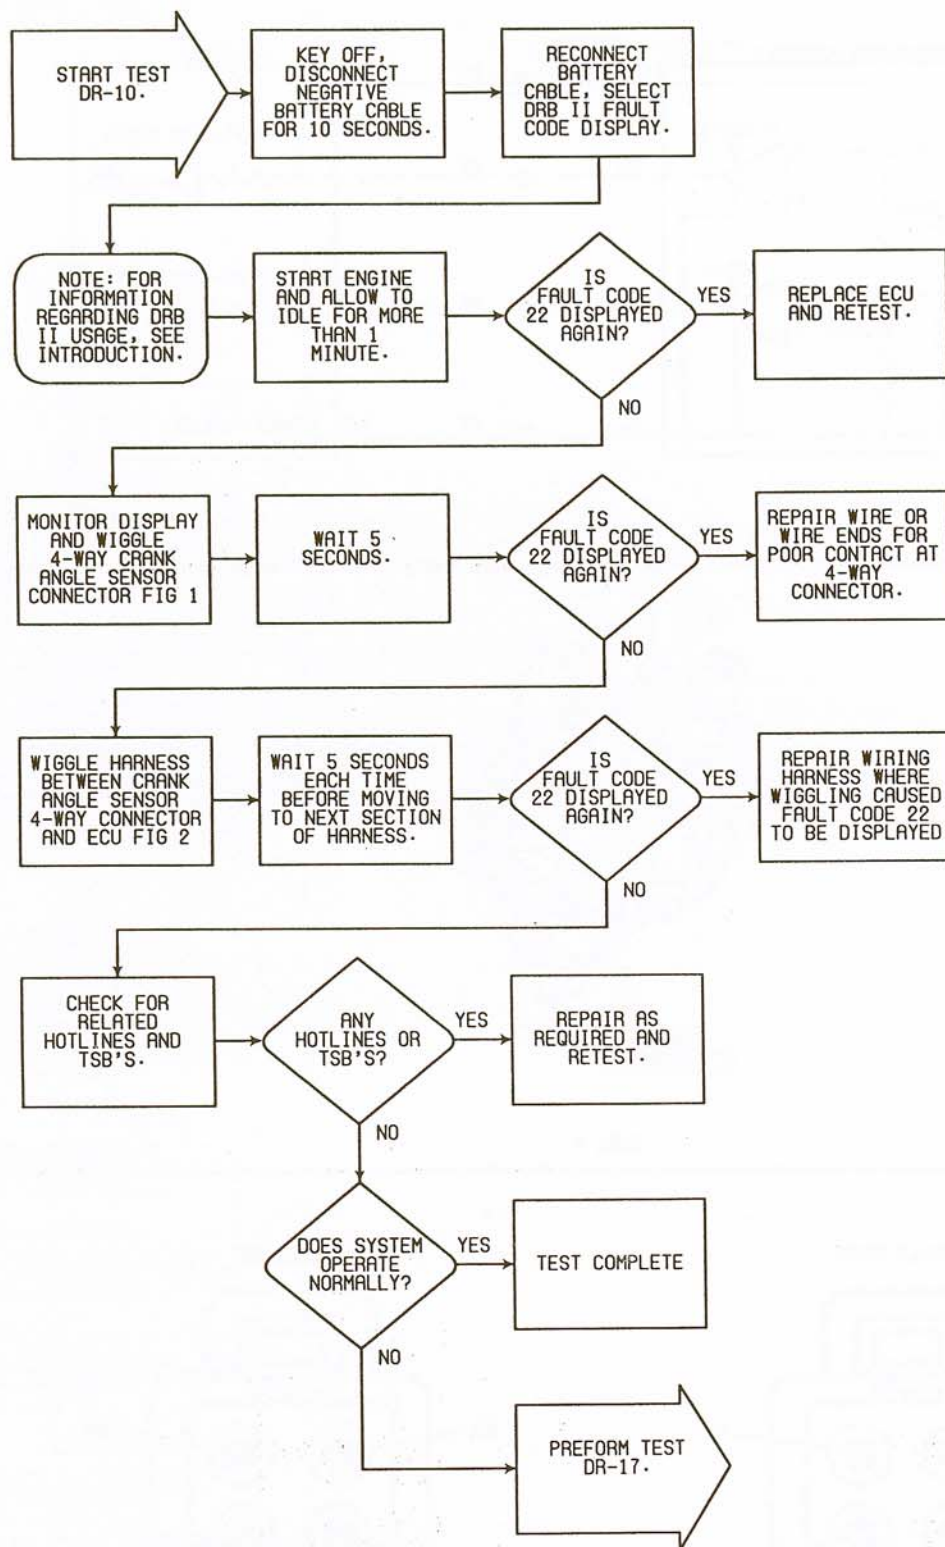 START TEST
DR-10.
KEY OFF,
DISCONNECT
NEGATIVE
BATTERY CABLE
FOR 10 SECONDS.
RECONNECT
BATTERY
CABLE, SELECT
DRB II FAULT
CODE DISPLAY.
NOTE: FOR
INFORMATION
REGARDING DRB
II USAGE, SEE
INTRODUCTION.
START ENGINE
AND ALLOW TO
IDLE FOR MORE
THAN 1
MINUTE.
IS
FAULT CODE
22 DISPLAYED
AGAIN?
YES
REPLACE ECU
AND RETEST.
NO
MONITOR DISPLAY
AND WIGGLE
4-WAY CRANK
ANGLE SENSOR
CONNECTOR FIG 1
WAIT 5
SECONDS.
IS
FAULT CODE
22 DISPLAYED
AGAIN?
YES
REPAIR WIRE OR
WIRE ENDS FOR
POOR CONTACT AT
4-WAY
CONNECTOR.
NO
WIGGLE HARNESS
BETWEEN CRANK
ANGLE SENSOR
4-WAY CONNECTOR
AND ECU FIG 2
WAIT 5 SECONDS
EACH TIME
BEFORE MOVING
TO NEXT SECTION
OF HARNESS.
IS
FAULT CODE
22 DISPLAYED
AGAIN?
YES
REPAIR WIRING
HARNESS WHERE
WIGGLING CAUSED
FAULT CODE 22
TO BE DISPLAYED
NO
CHECK FOR
RELATED
HOTLINES AND
TSB'S.
ANY
HOTLINES OR
TSB'S?
YES
REPAIR AS
REQUIRED AND
RETEST.
NO
DOES SYSTEM
OPERATE
NORMALLY?
YES
TEST COMPLETE
NO
PREFORM TEST
DR-17.